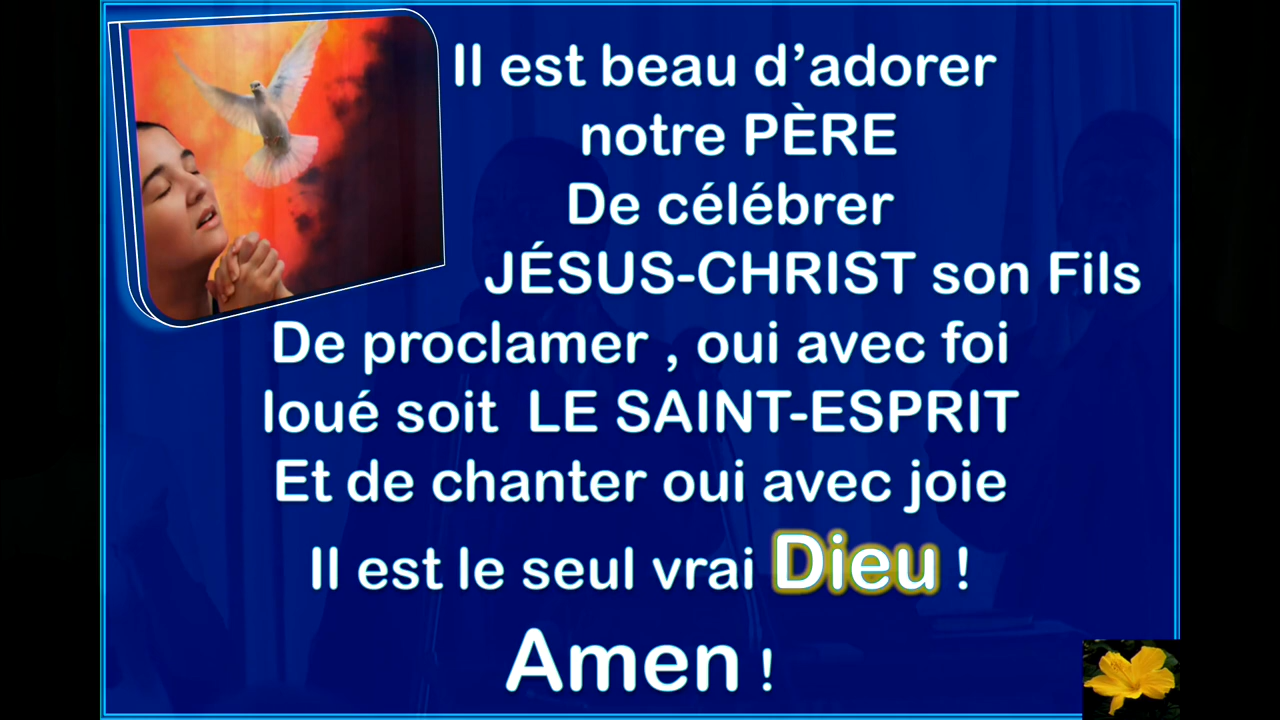 Il est beau d’adorer
notre PÈRE
De célébrer
JÉSUS-CHRIST son Fils
De proclamer , oui avec foi
loué soit LE SAINT-ESPRIT
Et de chanter oui avec joie
Il est le seul vrai Dieu !
Amen !